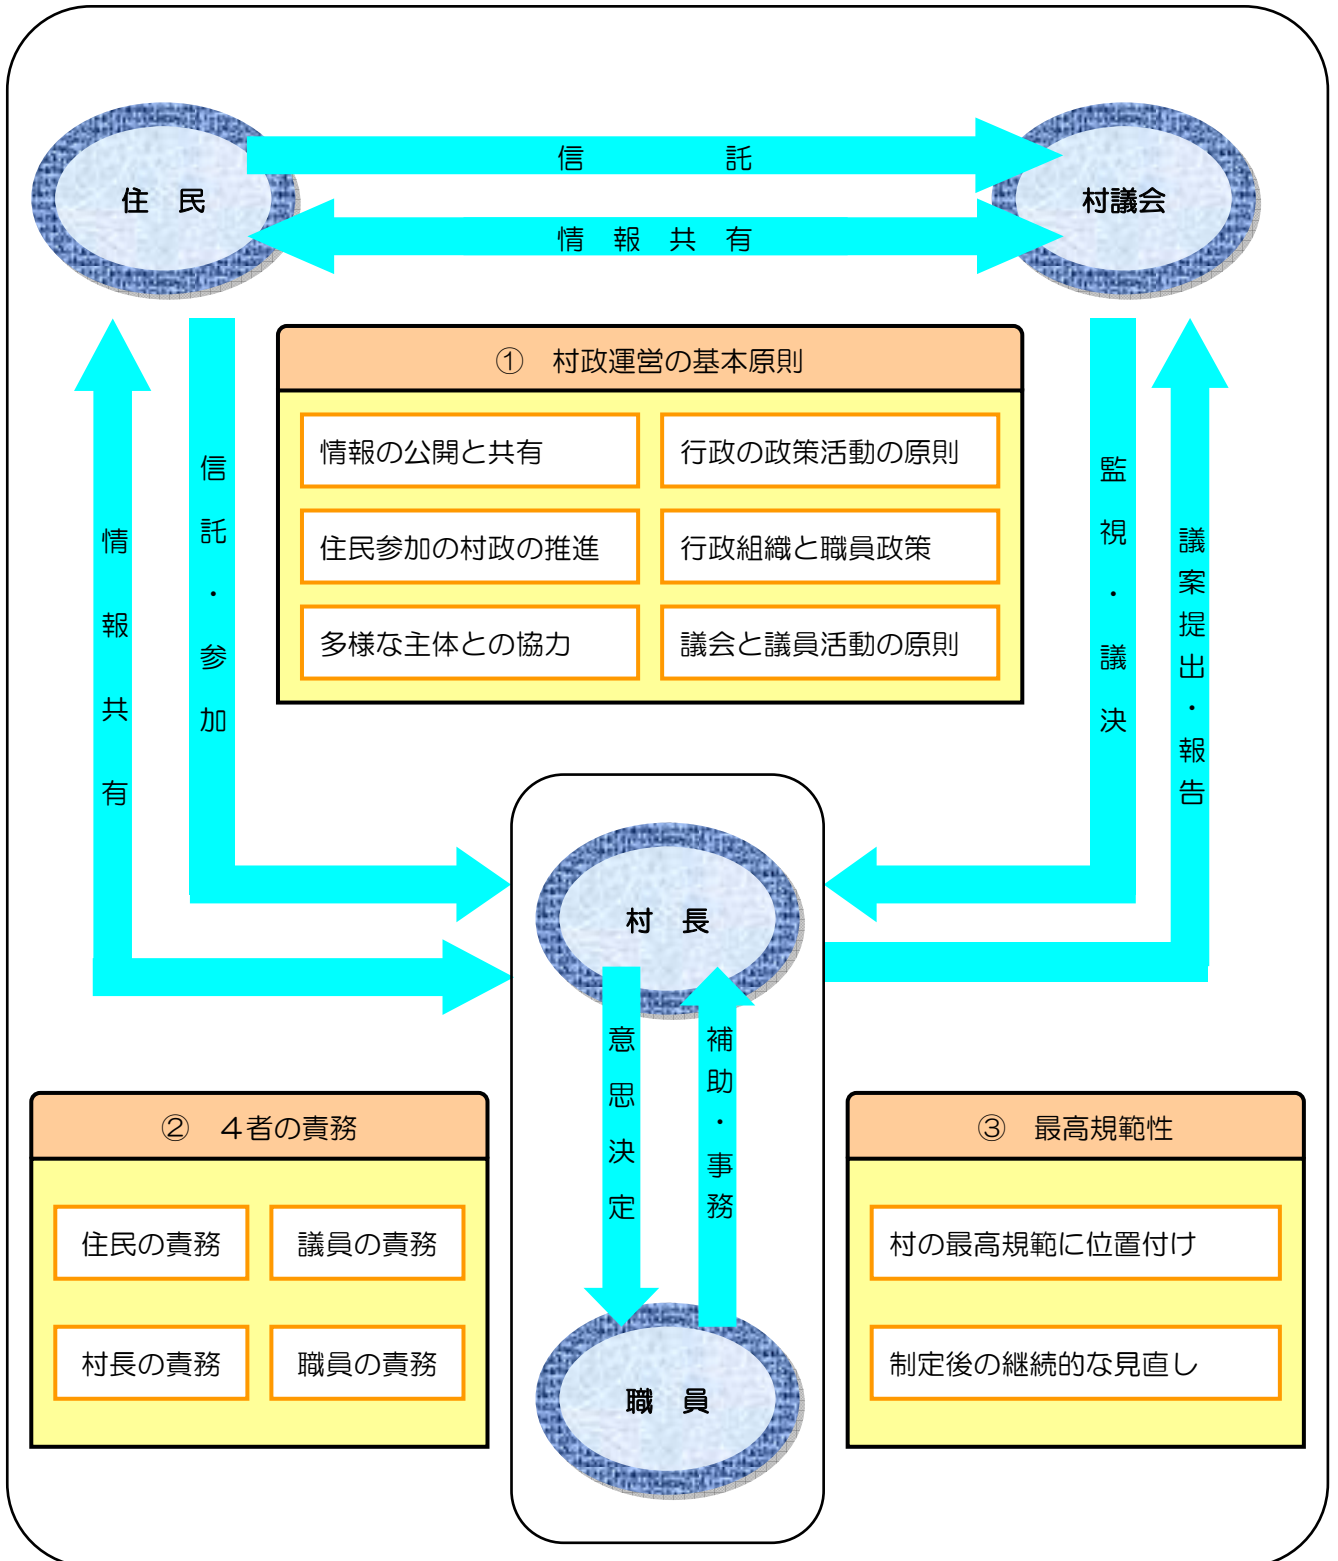 信託
住民
村議会
情報共有
① 村政運営の基本原則
情報の公開と共有
行政の政策活動の原則
住民参加の村政の推進
行政組織と職員政策
多様な主体との協力
議会と議員活動の原則
情報共有
信託・参加
監視・議決
議案提出・報告
村長
意思決定
補助・事務
職員
② 4者の責務
住民の責務
議員の責務
村長の責務
職員の責務
③ 最高規範性
村の最高規範に位置付け
制定後の継続的な見直し